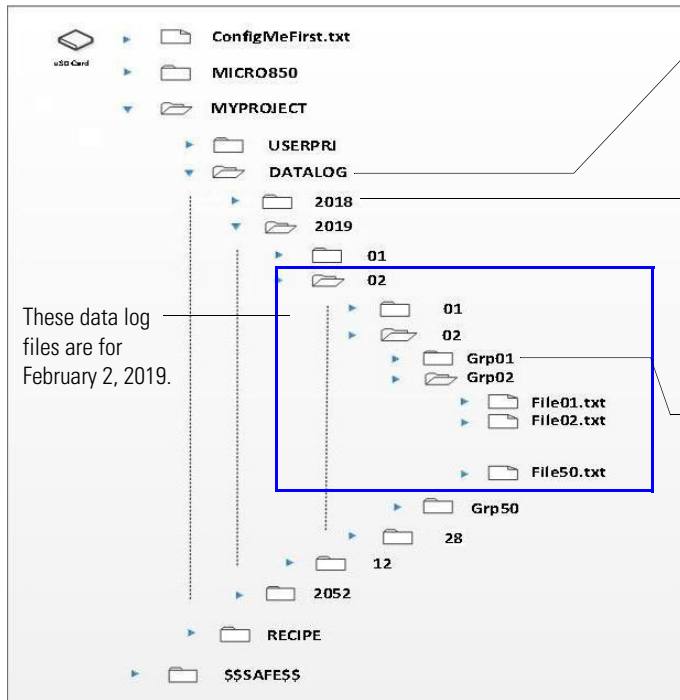 ConfigMeFirst.txt
uSD Card
MICRO850
MYPROJECT
USERPRJ
DATALOG
2018
2019
01
02
These data log
files are for
February 2, 2019.
01
02
Grp01
Grp02
File01.txt
File02.txt
File50.txt
Grp50
28
12
2052
RECIPE
$$SAFE$$